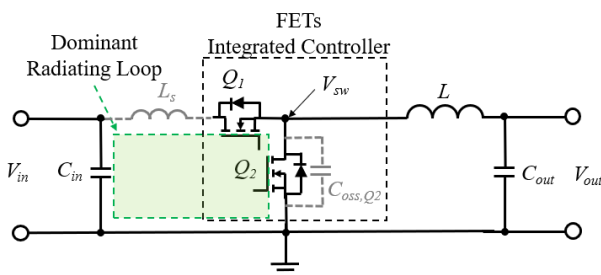 FETs
Integrated Controller
Dominant
Radiating Loop
Ls
Q1
Vsw
L
Vin
Cin
Q2
Coss,Q2
Cout
Vout